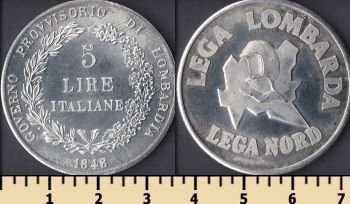 GOVERNO PROVVISORIO DI LOMBARDIA
5
LIRE
ITALIANE
1848
LEGA LOMBARDA
LEGA NORD
1 2 3 4 5 6 7